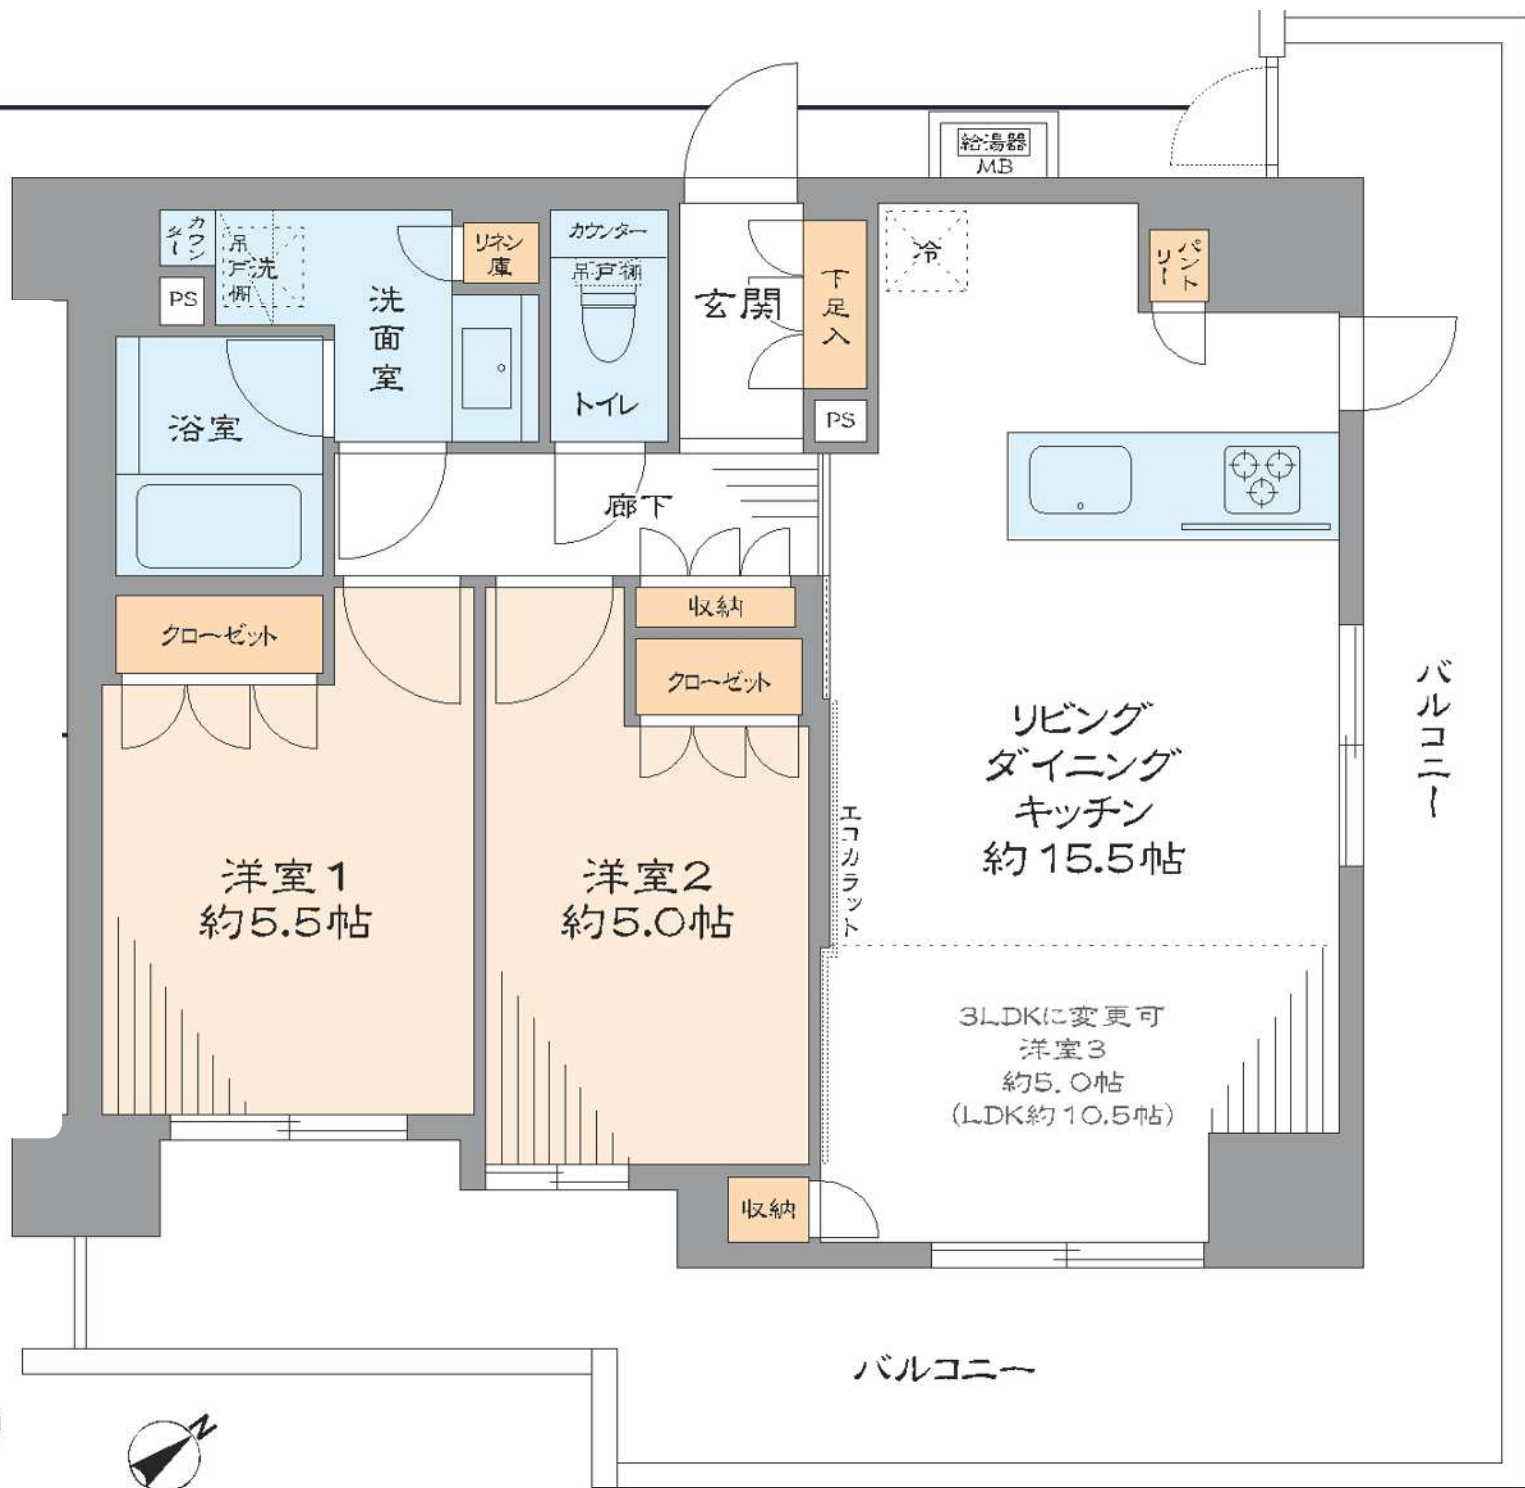 給湯器
MB
カウンター
吊戸棚
洗
PS
洗面室
リネン庫
カウンター
吊戸棚
トイレ
玄関
下足入
PS
冷
パントリー
浴室
廊下
収納
クローゼット
クローゼット
洋室1
約5.5帖
洋室2
約5.0帖
エコカラット
リビング
ダイニング
キッチン
約15.5帖
バルコニー
3LDKに変更可
洋室3
約5.0帖
(LDK約10.5帖)
収納
バルコニー
N